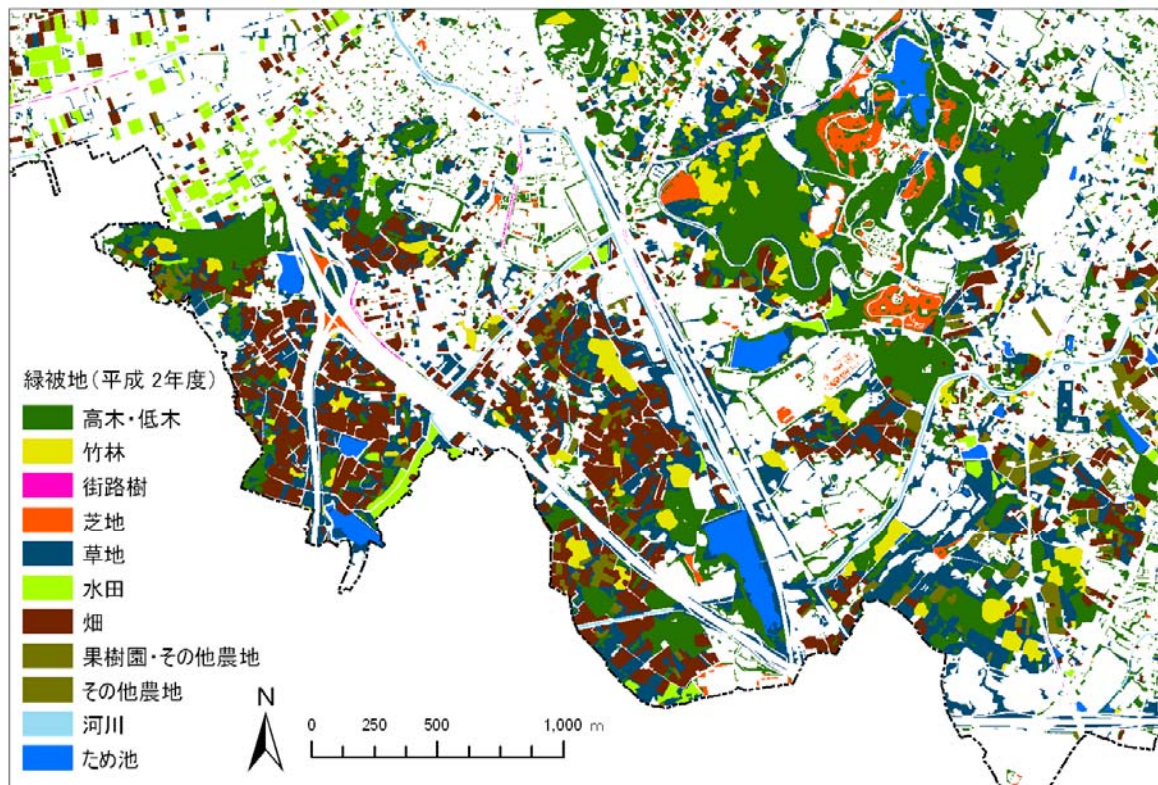 緑被地(平成 2年度)
高木・低木
竹林
街路樹
芝地
草地
水田
畑
果樹園・その他農地
その他農地
河川
ため池
N
0 250 500 1,000 m